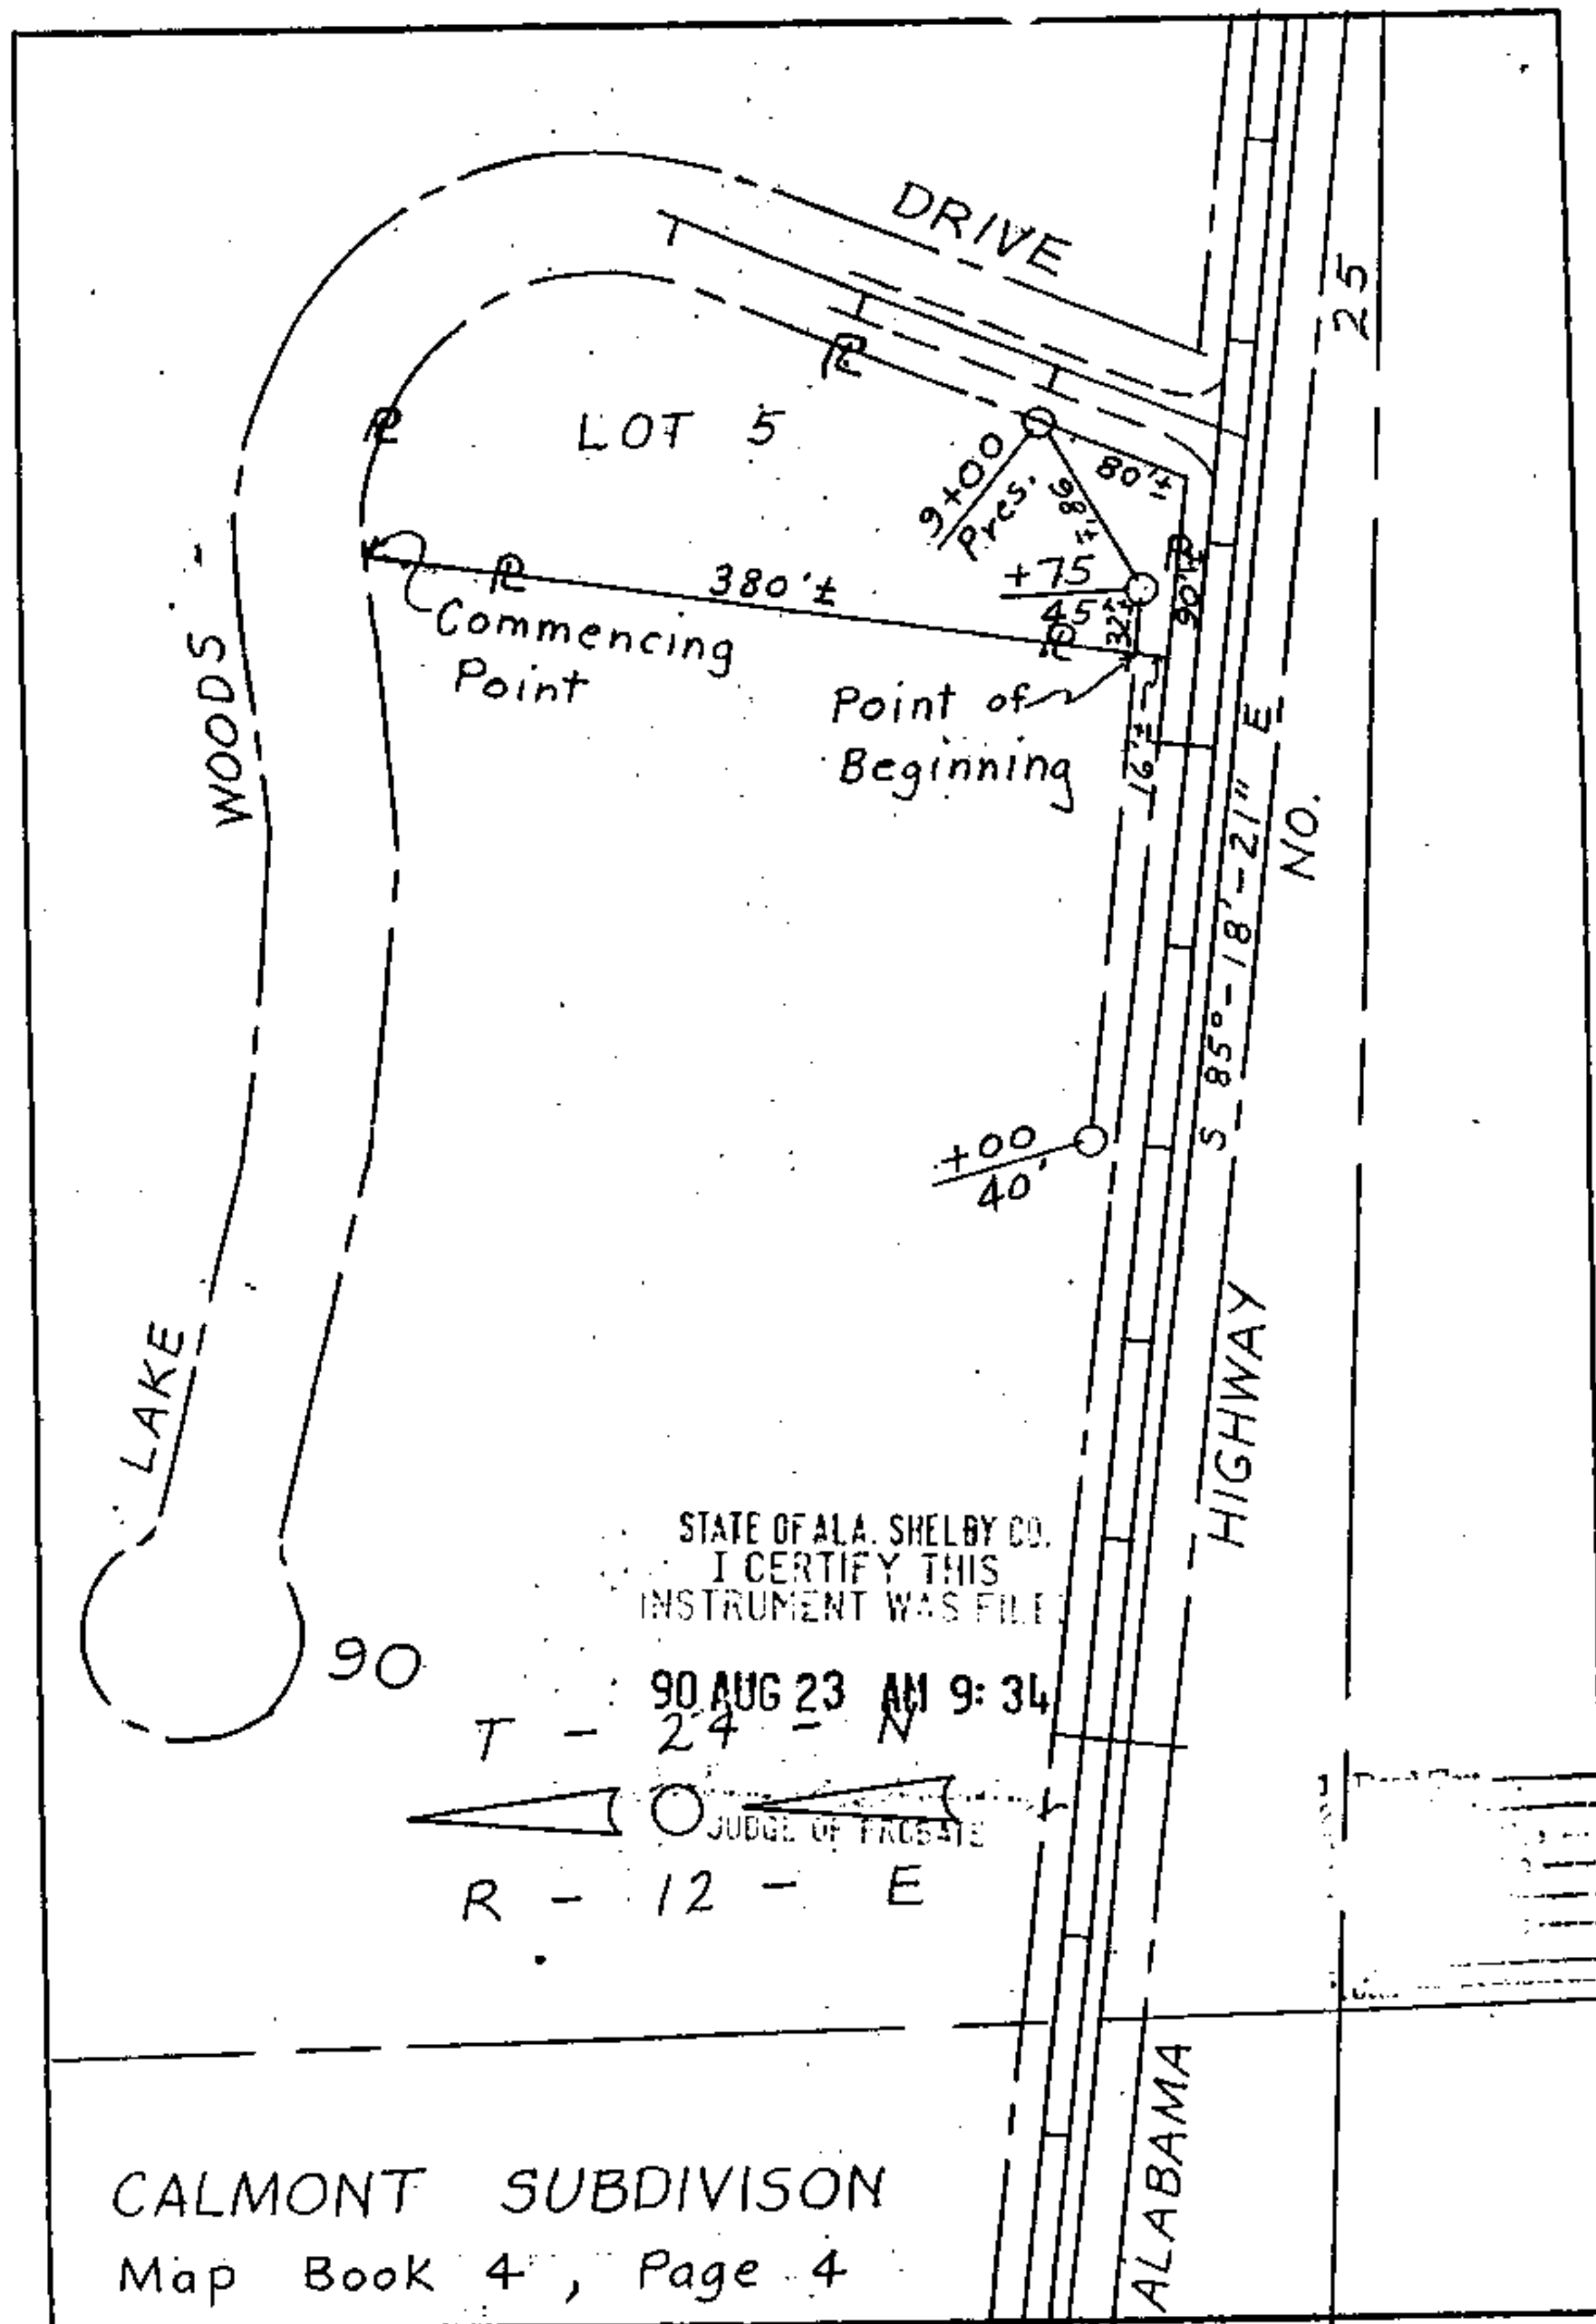 DRIVE
25
LOT 5
9+00
Pres.
80'±
98'±
+75
45'
32'±
90'±
380'±
Commencing
Point
Point of
Beginning
16'±
WOODS -
S 85°-18'-21" E
NO.
+00
40'
HIGHWAY
LAKE
STATE OF ALA. SHELBY CO.
I CERTIFY THIS
INSTRUMENT WAS FILED
90
90 AUG 23 AM 9:34
T - 24 - N
JUDGE OF PROBATE
R - 12 - E
ALABAMA
CALMONT SUBDIVISON
Map Book 4, Page 4